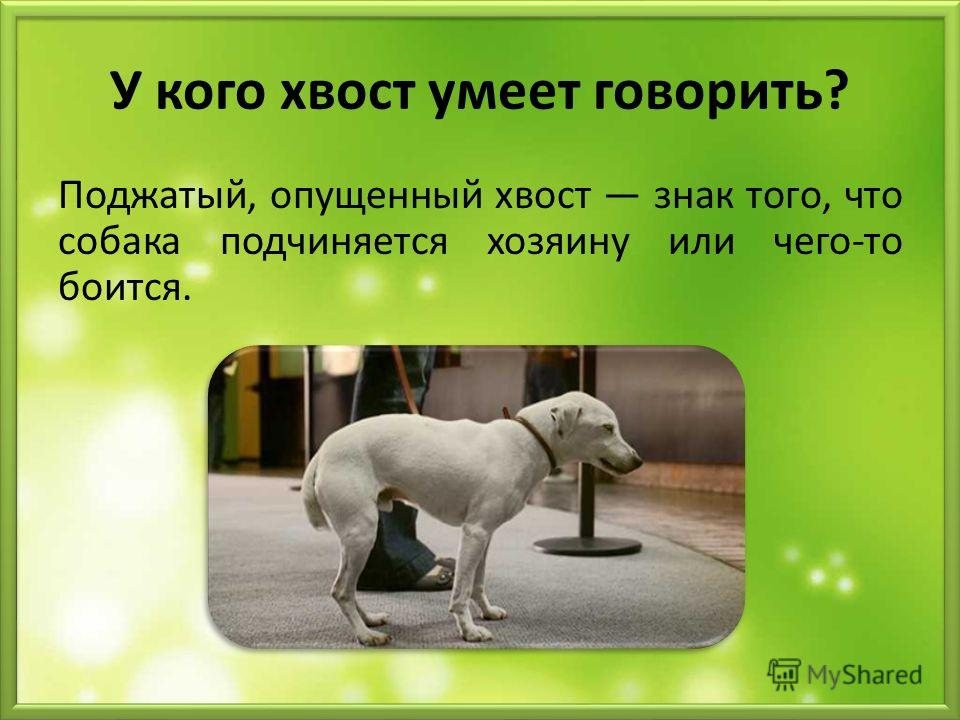 У кого хвост умеет говорить?
Поджатый, опущенный хвост — знак того, что
собака подчиняется хозяину или чего-то
боится.
MyShared